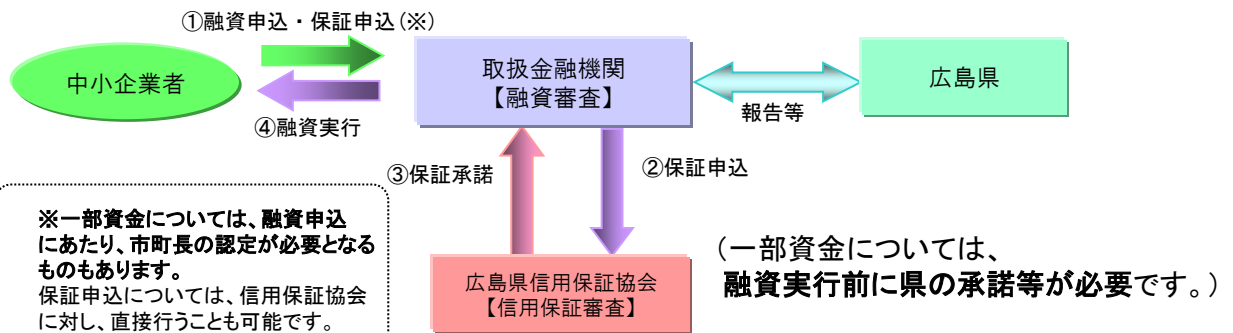 ①融資申込・保証申込(※)
中小企業者
取扱金融機関
【融資審査】
広島県
報告等
④融資実行
③保証承諾
②保証申込
※一部資金については、融資申込
にあたり、市町長の認定が必要となる
ものもあります。
保証申込については、信用保証協会
に対し、直接行うことも可能です。
広島県信用保証協会
【信用保証審査】
(一部資金については、
融資実行前に県の承諾等が必要です。)